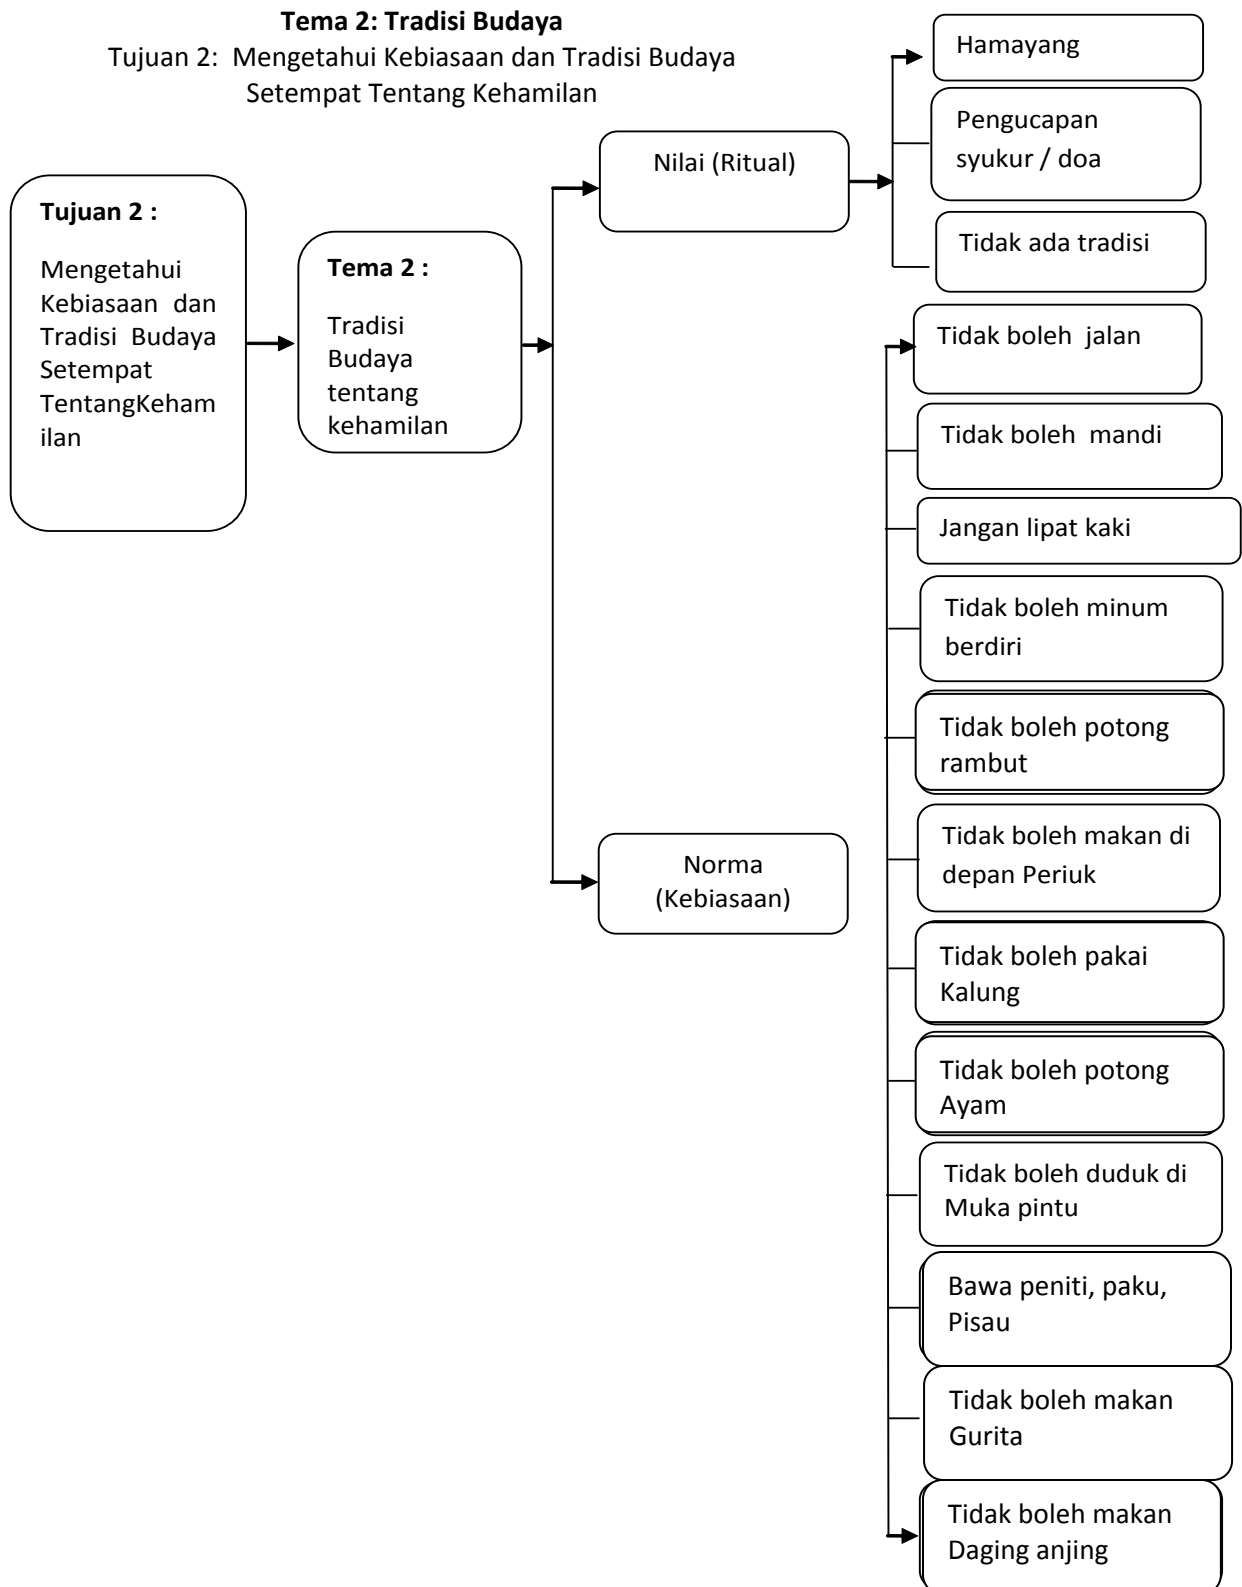 Tema 2: Tradisi Budaya
Tujuan 2: Mengetahui Kebiasaan dan Tradisi Budaya
Setempat Tentang Kehamilan
Tujuan 2 :
Mengetahui
Kebiasaan dan
Tradisi Budaya
Setempat
TentangKeham
ilan
Tema 2 :
Tradisi
Budaya
tentang
kehamilan
Nilai (Ritual)
Hamayang
Pengucapan
syukur / doa
Tidak ada tradisi
Norma
(Kebiasaan)
Tidak boleh jalan
Tidak boleh mandi
Jangan lipat kaki
Tidak boleh minum
berdiri
Tidak boleh potong
rambut
Tidak boleh makan di
depan Periuk
Tidak boleh pakai
Kalung
Tidak boleh potong
Ayam
Tidak boleh duduk di
Muka pintu
Bawa peniti, paku,
Pisau
Tidak boleh makan
Gurita
Tidak boleh makan
Daging anjing